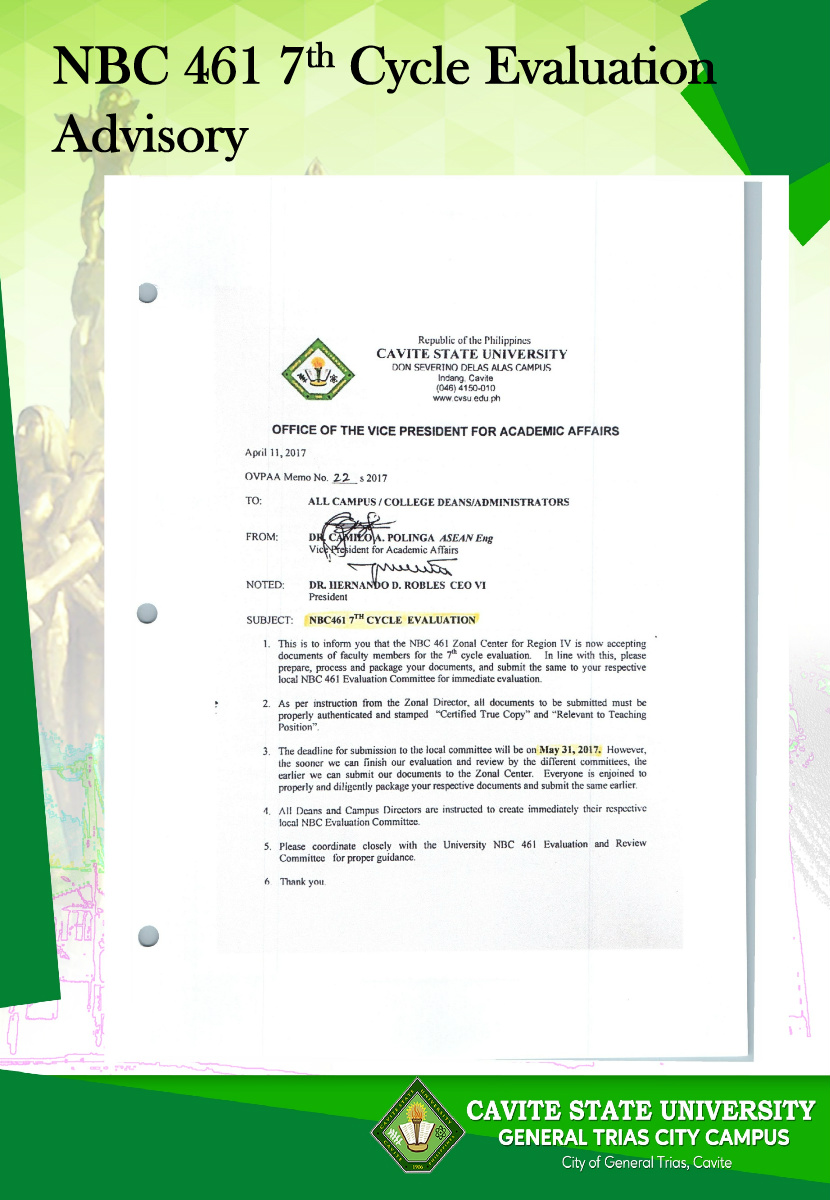 NBC 461 7th Cycle Evaluation
Advisory
Republic of the Philippines
CAVITE STATE UNIVERSITY
DON SEVERINO DELAS ALAS CAMPUS
Indang, Cavite
(046) 4150-010
www.cvsu.edu.ph
OFFICE OF THE VICE PRESIDENT FOR ACADEMIC AFFAIRS
April 11, 2017
OVPAA Memo No. 22 s 2017
TO: ALL CAMPUS / COLLEGE DEANS/ADMINISTRATORS
FROM: DR. CAMILO A. POLINGA ASEAN Eng
Vice President for Academic Affairs
NOTED: DR. HERNANDO D. ROBLES CEO VI
President
SUBJECT: NBC461 7TH CYCLE EVALUATION
1. This is to inform you that the NBC 461 Zonal Center for Region IV is now accepting
documents of faculty members for the 7th cycle evaluation. In line with this, please
prepare, process and package your documents, and submit the same to your respective
local NBC 461 Evaluation Committee for immediate evaluation.
2. As per instruction from the Zonal Director, all documents to be submitted must be
properly authenticated and stamped "Certified True Copy" and "Relevant to Teaching
Position".
3. The deadline for submission to the local committee will be on May 31, 2017. However,
the sooner we can finish our evaluation and review by the different committees, the
earlier we can submit our documents to the Zonal Center. Everyone is enjoined to
properly and diligently package your respective documents and submit the same earlier.
4. All Deans and Campus Directors are instructed to create immediately their respective
local NBC Evaluation Committee.
5. Please coordinate closely with the University NBC 461 Evaluation and Review
Committee for proper guidance.
6. Thank you.
CAVITE STATE UNIVERSITY
GENERAL TRIAS CITY CAMPUS
City of General Trias, Cavite
1906